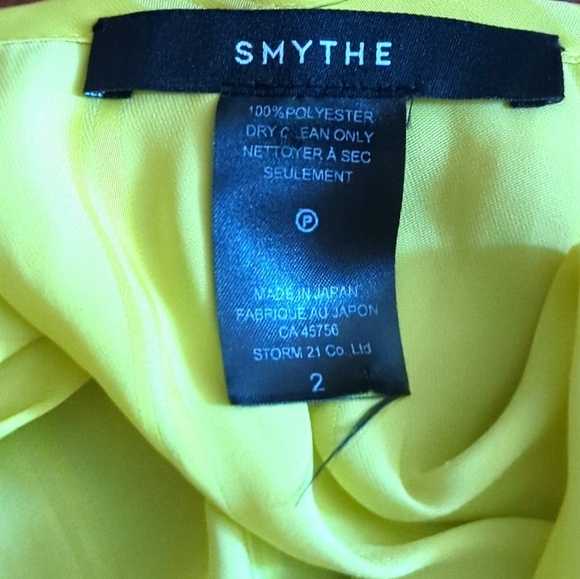 SMYTHE
100%POLYESTER
DRY CLEAN ONLY
NETTOYER À SEC
SEULEMENT
P
MADE IN JAPAN
FABRIQUE AU JAPON
CA 45756
STORM 21 Co. Ltd
2